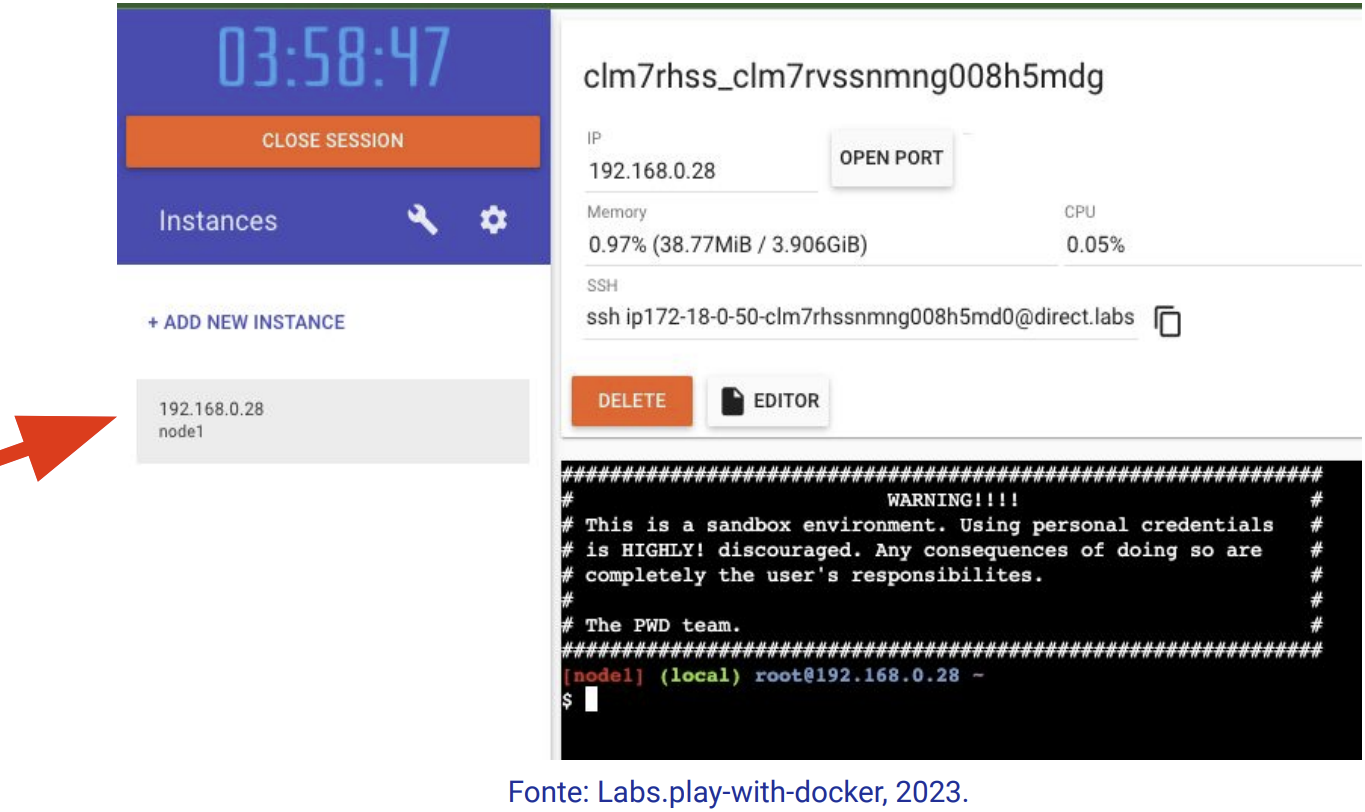 03:58:47
CLOSE SESSION
Instances
+ ADD NEW INSTANCE
192.168.0.28
node1
clm7rhss_clm7rvssnmng008h5mdg
IP
192.168.0.28
OPEN PORT
Memory
0.97% (38.77MiB / 3.906GiB)
CPU
0.05%
SSH
ssh ip172-18-0-50-clm7rhssnmng008h5md0@direct.labs
DELETE
EDITOR
###############################################################
# WARNING!!!! #
# This is a sandbox environment. Using personal credentials #
# is HIGHLY! discouraged. Any consequences of doing so are #
# completely the user's responsibilites. #
# #
# The PWD team. #
###############################################################
[node1] (local) root@192.168.0.28 ~
$
Fonte: Labs.play-with-docker, 2023.